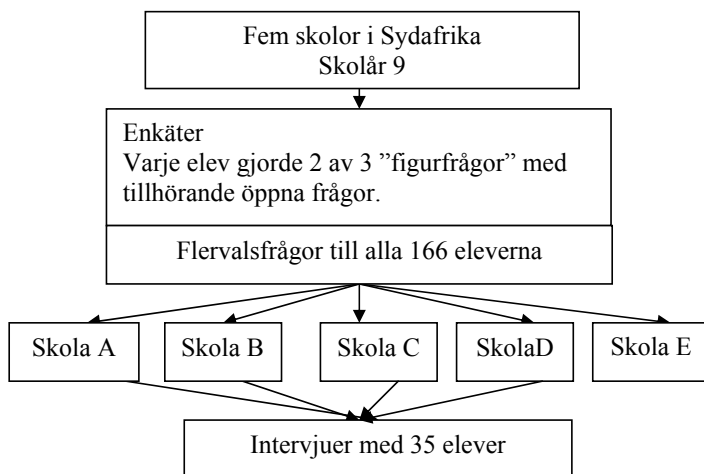 Fem skolor i Sydafrika
Skolår 9
Enkäter
Varje elev gjorde 2 av 3 ”figurfrågor” med
tillhörande öppna frågor.
Flervalsfrågor till alla 166 eleverna
Skola A
Skola B
Skola C
SkolaD
Skola E
Intervjuer med 35 elever